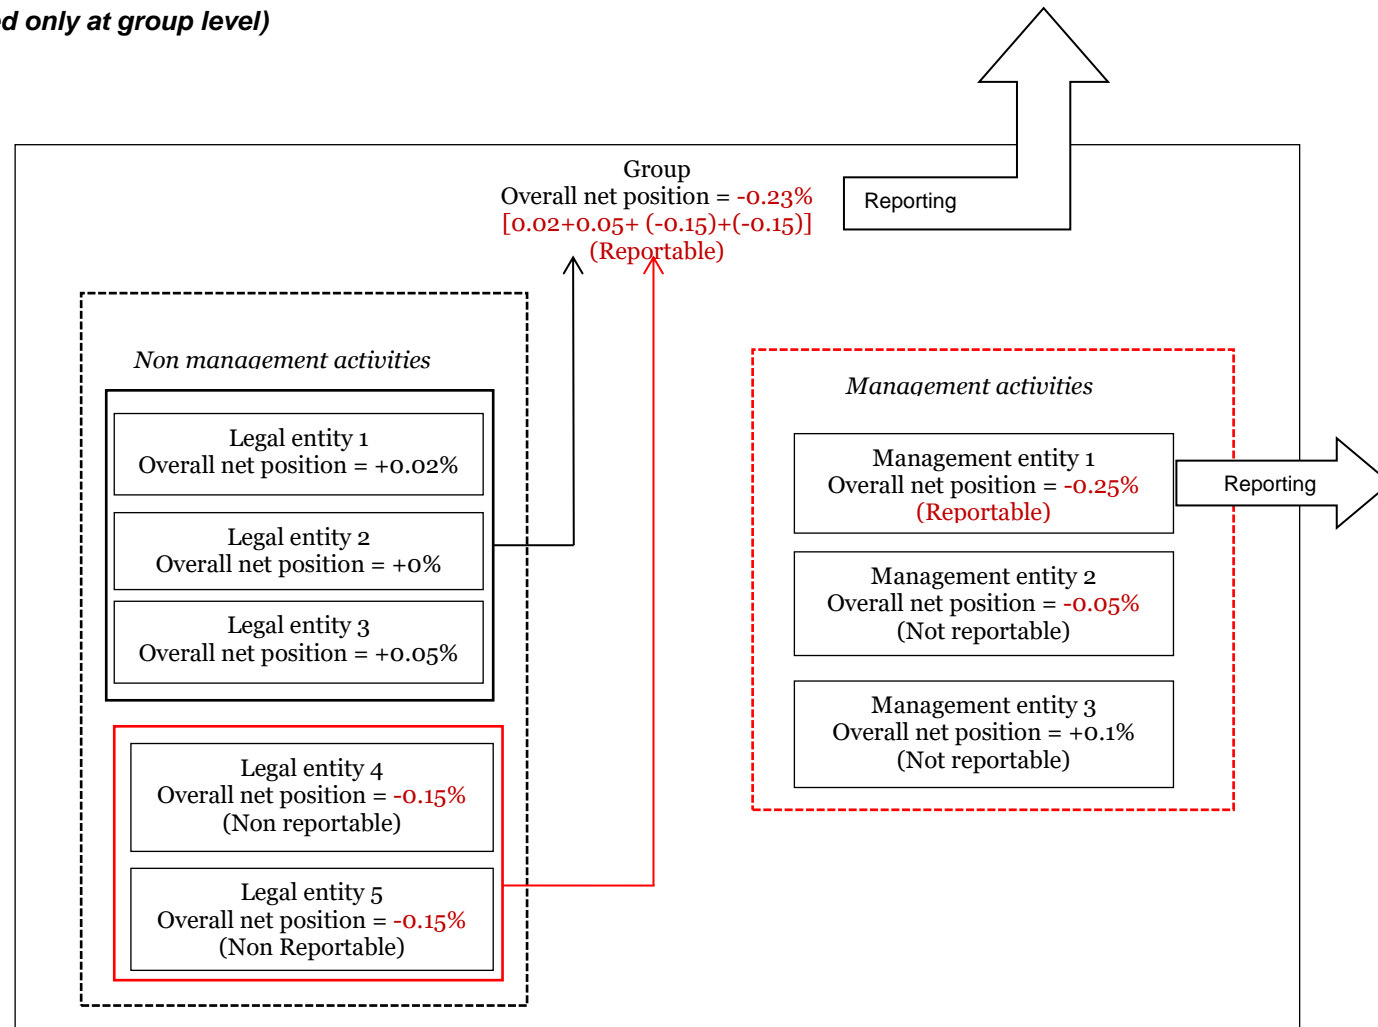 ed only at group level)
Group
Overall net position = -0.23%
[0.02+0.05+ (-0.15)+(-0.15)]
(Reportable)
Reporting
Non management activities
Legal entity 1
Overall net position = +0.02%
Legal entity 2
Overall net position = +0%
Legal entity 3
Overall net position = +0.05%
Legal entity 4
Overall net position = -0.15%
(Non reportable)
Legal entity 5
Overall net position = -0.15%
(Non Reportable)
Management activities
Management entity 1
Overall net position = -0.25%
(Reportable)
Reporting
Management entity 2
Overall net position = -0.05%
(Not reportable)
Management entity 3
Overall net position = +0.1%
(Not reportable)